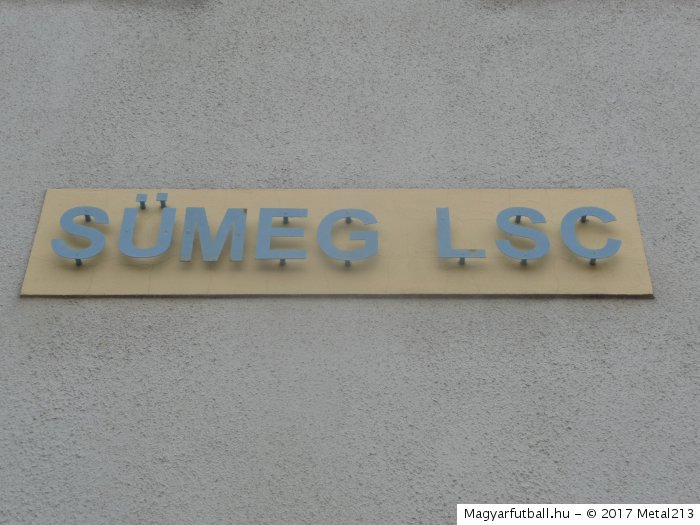 SÜMEG LSC
Magyarfutball.hu – © 2017 Metal213